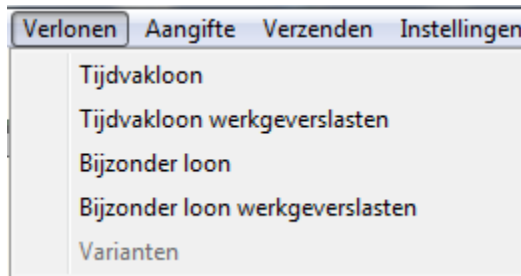 Verlonen Aangifte Verzenden Instellingen
Tijdvakloon
Tijdvakloon werkgeverslasten
Bijzonder loon
Bijzonder loon werkgeverslasten
Varianten